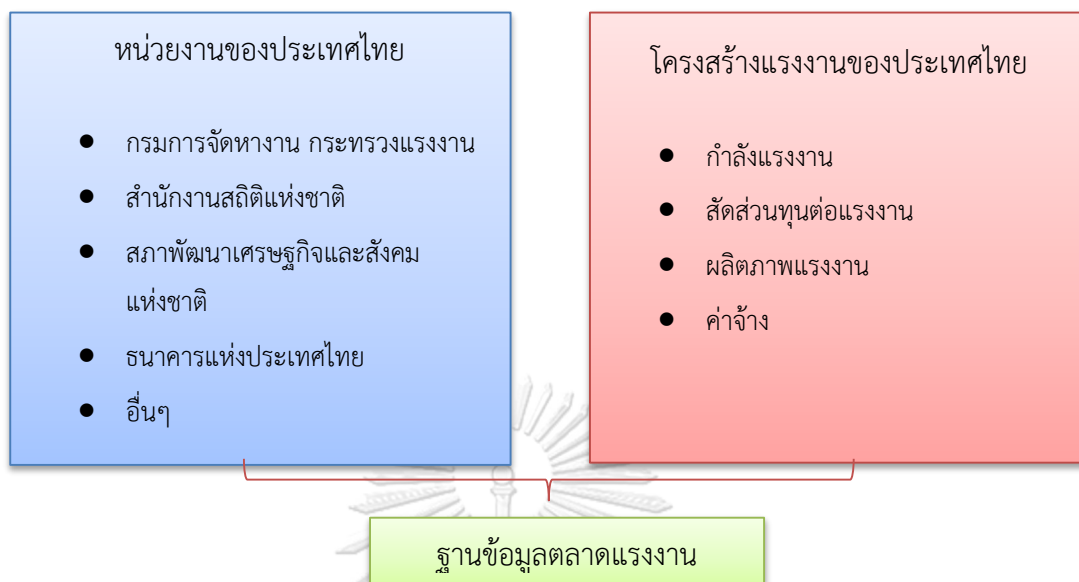 หน่วยงานของประเทศไทย
● กรมการจัดหางาน กระทรวงแรงงาน
● สำนักงานสถิติแห่งชาติ
● สภาพัฒนาเศรษฐกิจและสังคม
แห่งชาติ
● ธนาคารแห่งประเทศไทย
● อื่นๆ
โครงสร้างแรงงานของประเทศไทย
● กำลังแรงงาน
● สัดส่วนทุนต่อแรงงาน
● ผลิตภาพแรงงาน
● ค่าจ้าง
ฐานข้อมูลตลาดแรงงาน